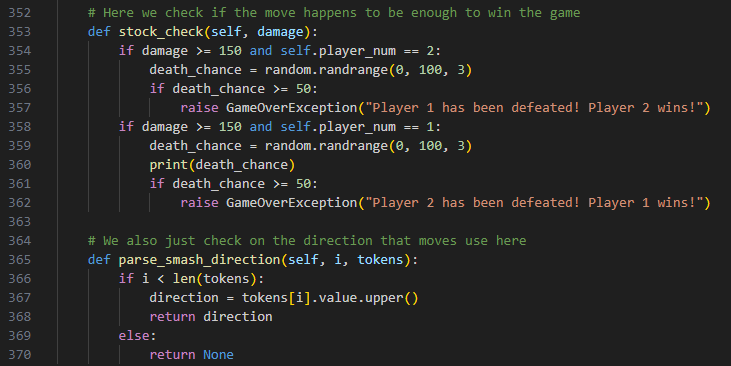 352 # Here we check if the move happens to be enough to win the game
353 def stock_check(self, damage):
354 if damage >= 150 and self.player_num == 2:
355 death_chance = random.randrange(0, 100, 3)
356 if death_chance >= 50:
357 raise GameOverException("Player 1 has been defeated! Player 2 wins!")
358 if damage >= 150 and self.player_num == 1:
359 death_chance = random.randrange(0, 100, 3)
360 print(death_chance)
361 if death_chance >= 50:
362 raise GameOverException("Player 2 has been defeated! Player 1 wins!")
363
364 # We also just check on the direction that moves use here
365 def parse_smash_direction(self, i, tokens):
366 if i < len(tokens):
367 direction = tokens[i].value.upper()
368 return direction
369 else:
370 return None